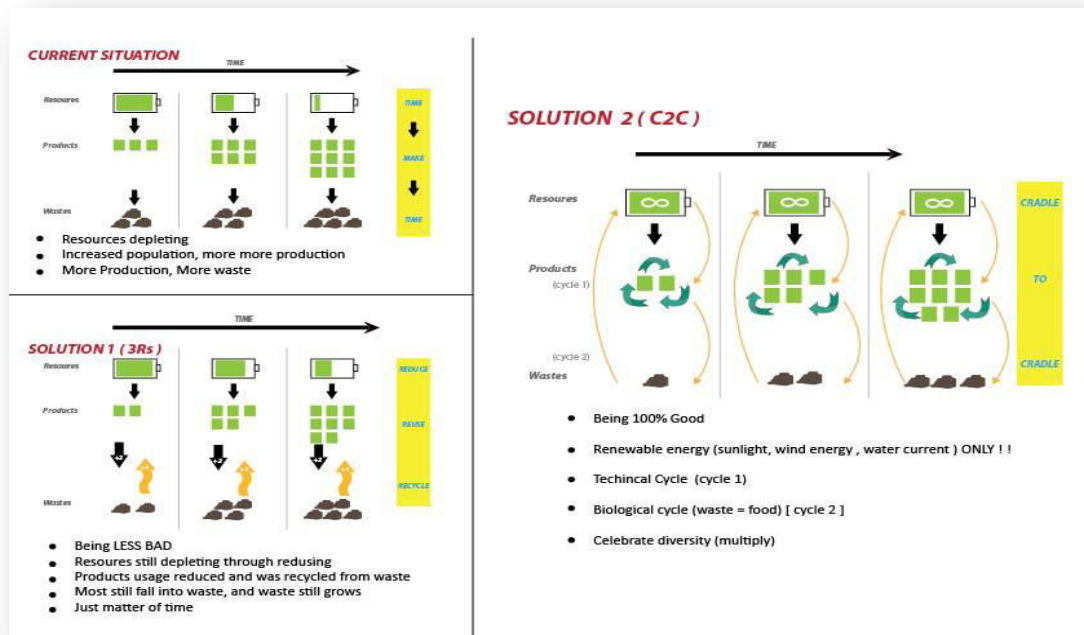 CURRENT SITUATION
TIME
Resoures
Products
Wastes
TIME
MAKE
TIME
Resources depleting
Increased population, more more production
More Production, More waste
TIME
SOLUTION 1 ( 3Rs )
Resoures
Products
+2
+2
+2
Wastes
REDUCE
REUSE
RECYCLE
Being LESS BAD
Resoures still depleting through redusing
Products usage reduced and was recycled from waste
Most still fall into waste, and waste still grows
Just matter of time
SOLUTION 2 ( C2C )
TIME
Resoures
∞ ∞ ∞
Products
(cycle 1)
(cycle 2)
Wastes
CRADLE
TO
CRADLE
Being 100% Good
Renewable energy (sunlight, wind energy , water current ) ONLY ! !
Techincal Cycle (cycle 1)
Biological cycle (waste = food) [ cycle 2 ]
Celebrate diversity (multiply)